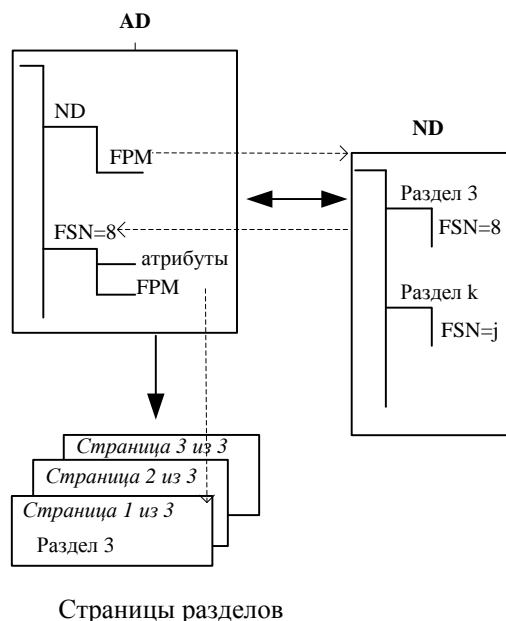 AD
ND
FPM
FSN=8
атрибуты
FPM
ND
Раздел 3
FSN=8
Раздел k
FSN=j
Страница 3 из 3
Страница 2 из 3
Страница 1 из 3
Раздел 3
Страницы разделов